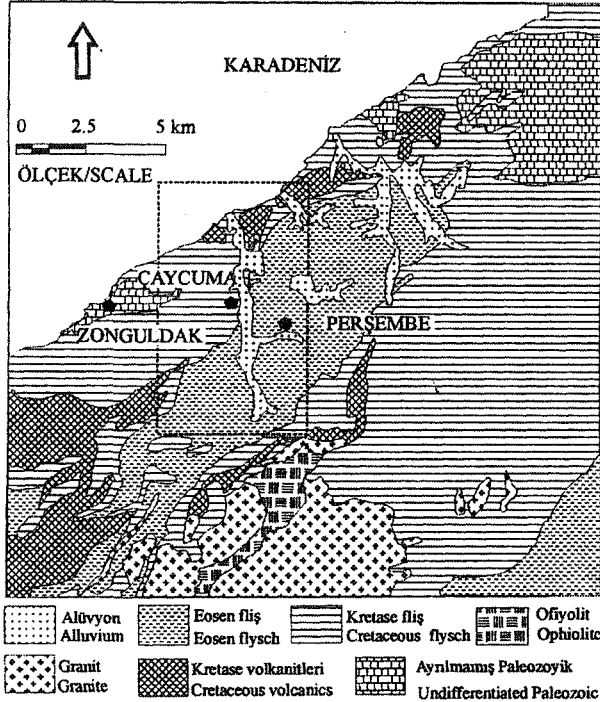 KARADENİZ
0 2.5 5 km
ÖLÇEK/SCALE
ÇAYCUMA
ZONGULDAK
PERŞEMBE
Alüvyon
Alluvium
Eosen fliş
Eosen flysch
Kretase fliş
Cretaceous flysch
Ofiyolit
Ophiolite
Granit
Granite
Kretase volkanitleri
Cretaceous volcanics
Ayrılmamış Paleozoyik
Undifferentiated Paleozoic